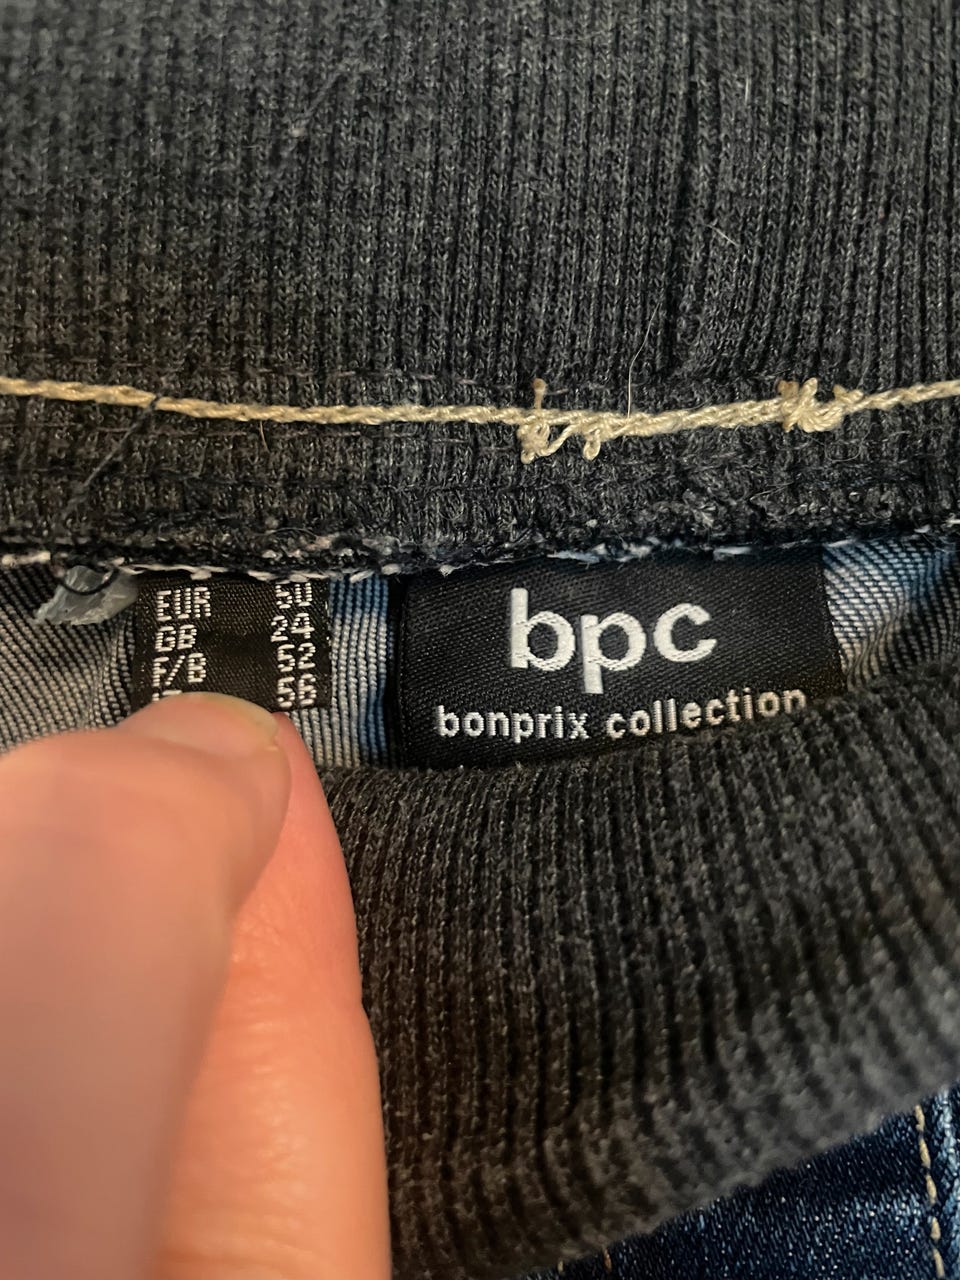 EUR 50
GB 24
F/B 52
56
bpc
bonprix collection